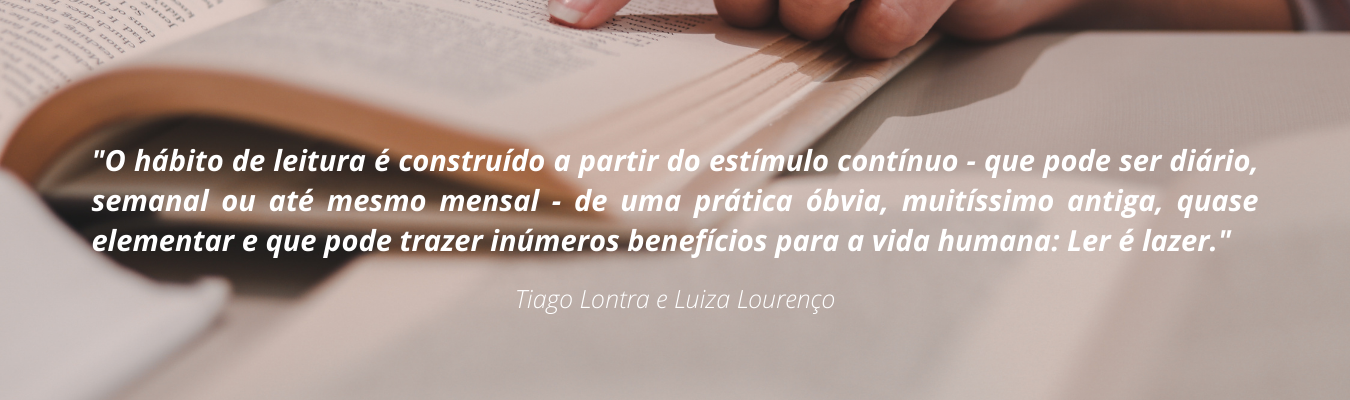 "O hábito de leitura é construído a partir do estímulo contínuo - que pode ser diário,
semanal ou até mesmo mensal - de uma prática óbvia, muitíssimo antiga, quase
elementar e que pode trazer inúmeros benefícios para a vida humana: Ler é lazer."
Tiago Lontra e Luiza Lourenço